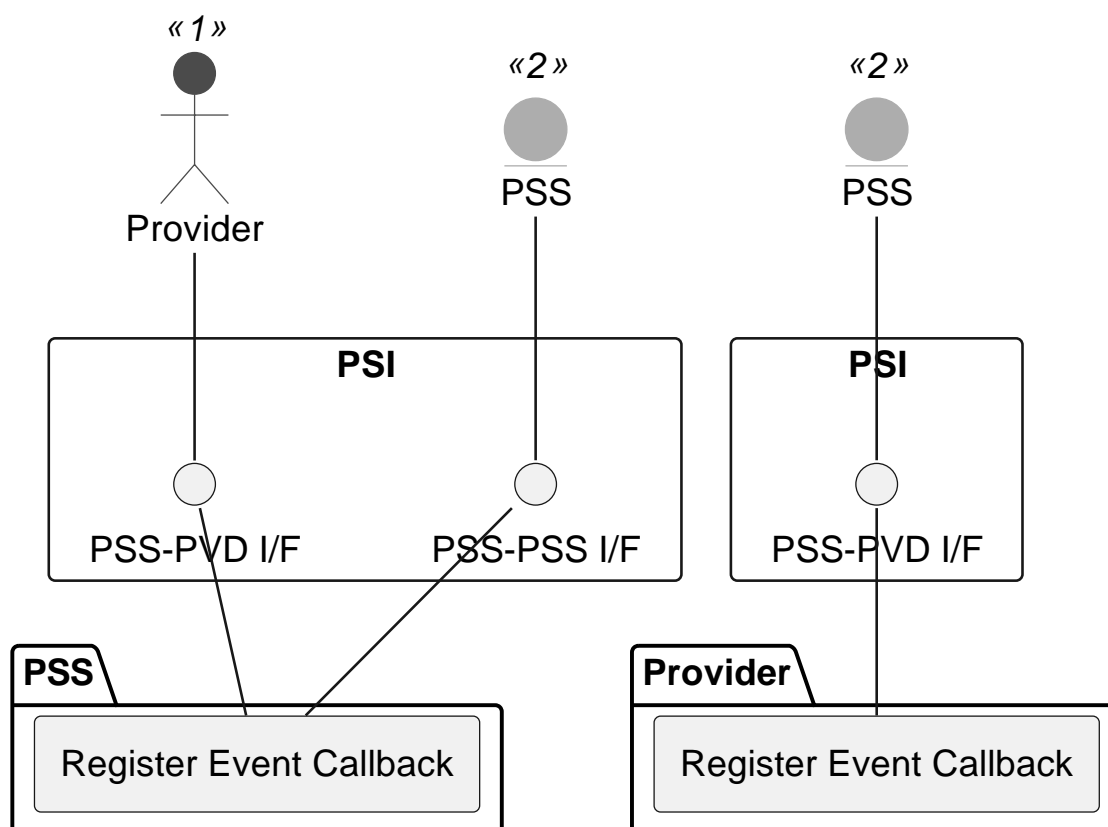 «1»
«2»
«2»
PSS
PSS
Provider
PSI
PSI
PSS-PVD I/F
PSS-PSS I/F
PSS-PVD I/F
PSS
Provider
Register Event Callback
Register Event Callback